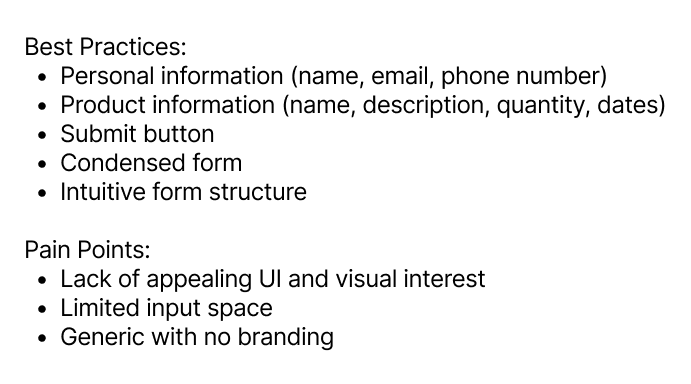 Best Practices:
• Personal information (name, email, phone number)
• Product information (name, description, quantity, dates)
• Submit button
• Condensed form
• Intuitive form structure
Pain Points:
• Lack of appealing UI and visual interest
• Limited input space
• Generic with no branding